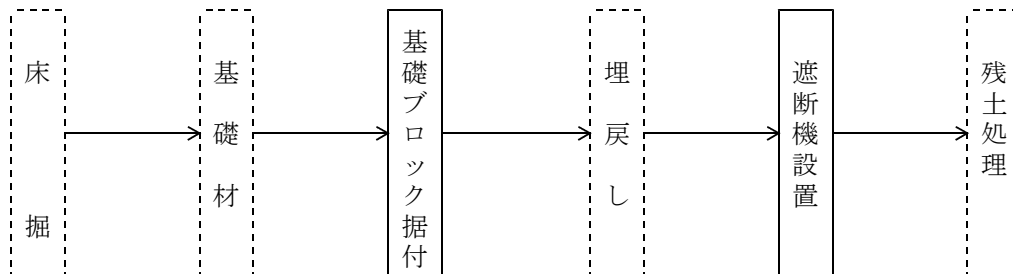 床掘
基礎材
基礎ブロック据付
埋戻し
遮断機設置
残土処理